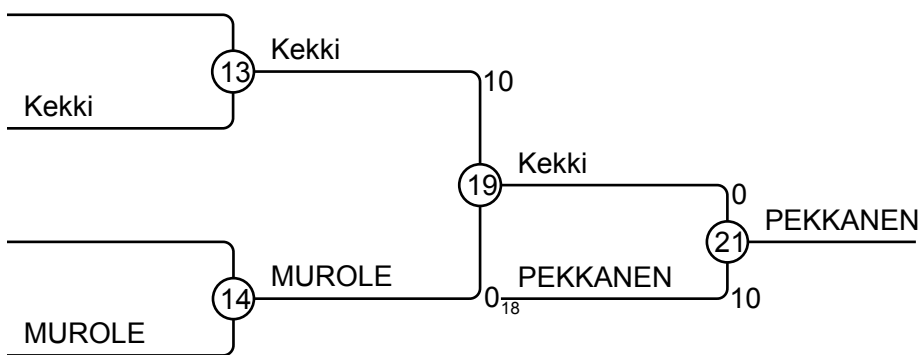 Kekki
13
10
Kekki
Kekki
19
0
PEKKANEN
21
MUROLE
PEKKANEN
14
0
18
10
MUROLE